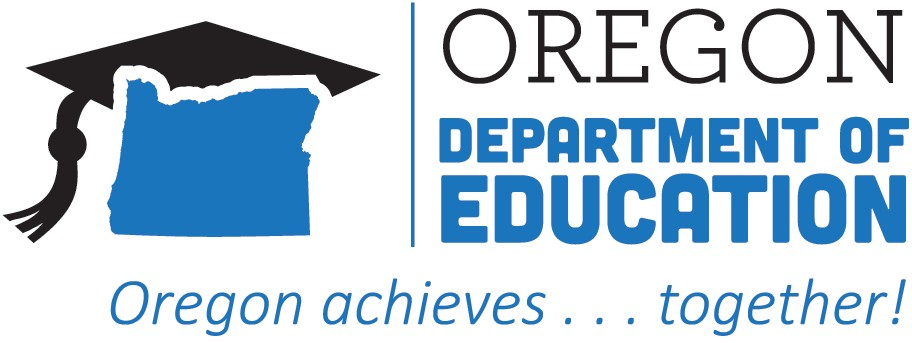 OREGON
DEPARTMENT OF
EDUCATION
Oregon achieves . . . together!